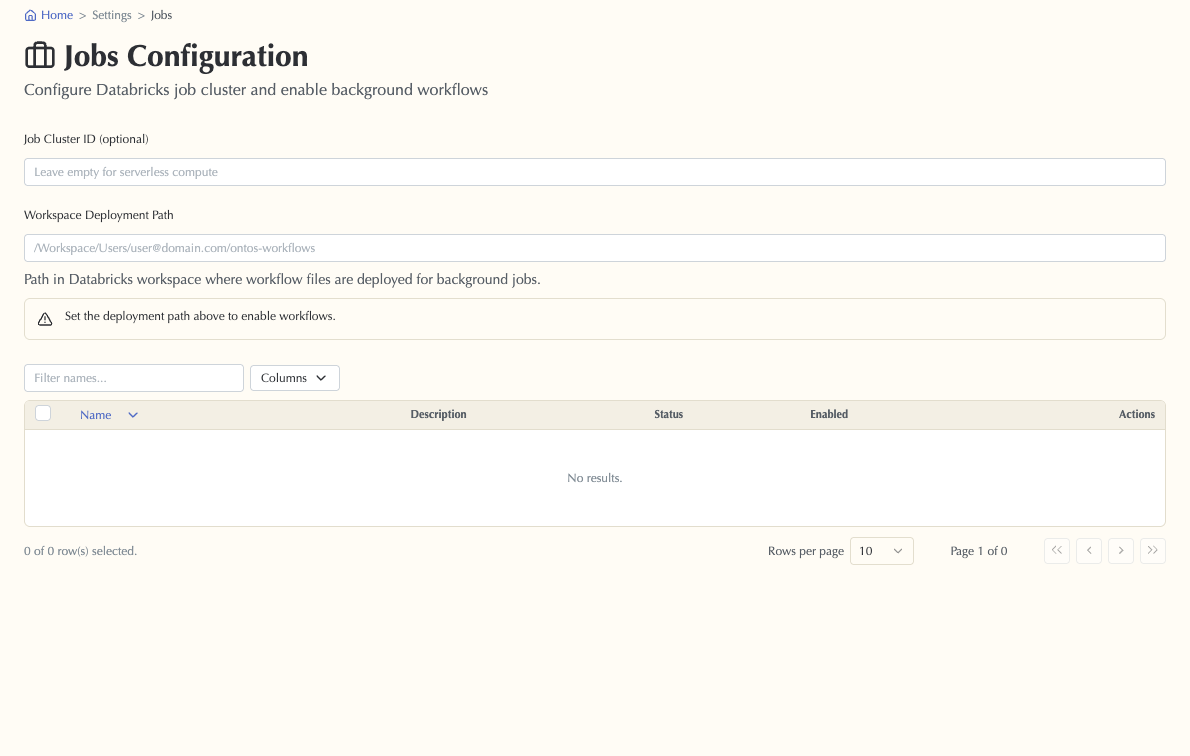 Home > Settings > Jobs
Jobs Configuration
Configure Databricks job cluster and enable background workflows
Job Cluster ID (optional)
Leave empty for serverless compute
Workspace Deployment Path
/Workspace/Users/user@domain.com/ontos-workflows
Path in Databricks workspace where workflow files are deployed for background jobs.
Set the deployment path above to enable workflows.
Filter names... Columns
Name Description Status Enabled Actions
No results.
0 of 0 row(s) selected. Rows per page 10 Page 1 of 0